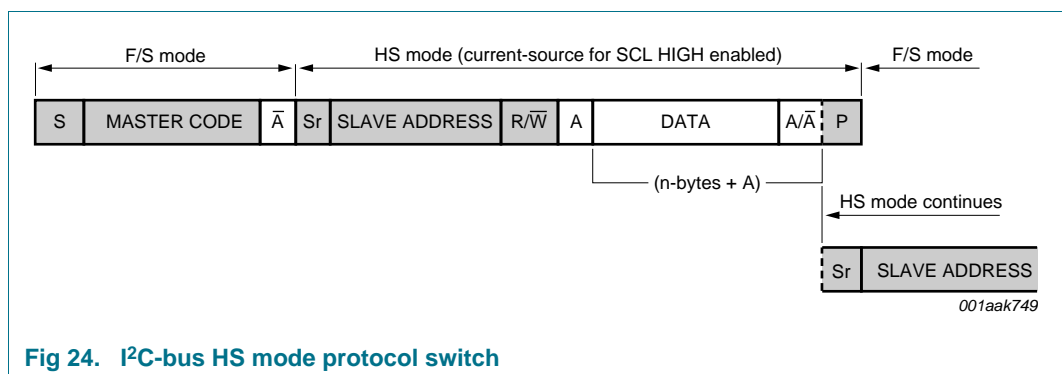 F/S mode HS mode (current-source for SCL HIGH enabled) F/S mode
S MASTER CODE A̅ Sr SLAVE ADDRESS R/W̅ A DATA A/A̅ P
(n-bytes + A)
HS mode continues
Sr SLAVE ADDRESS
001aak749
Fig 24. I²C-bus HS mode protocol switch